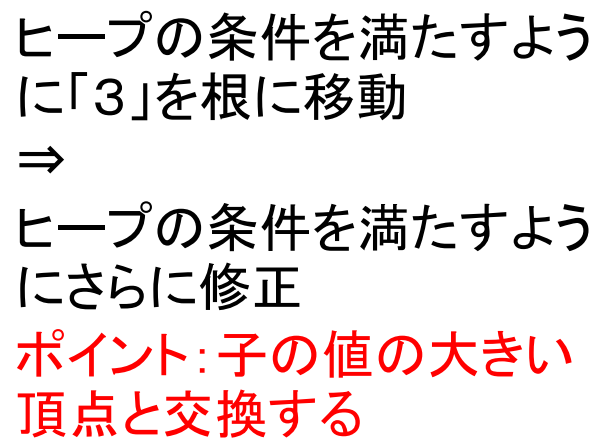 ヒープの条件を満たすよう
に「３」を根に移動
⇒
ヒープの条件を満たすよう
にさらに修正
ポイント：子の値の大きい
頂点と交換する